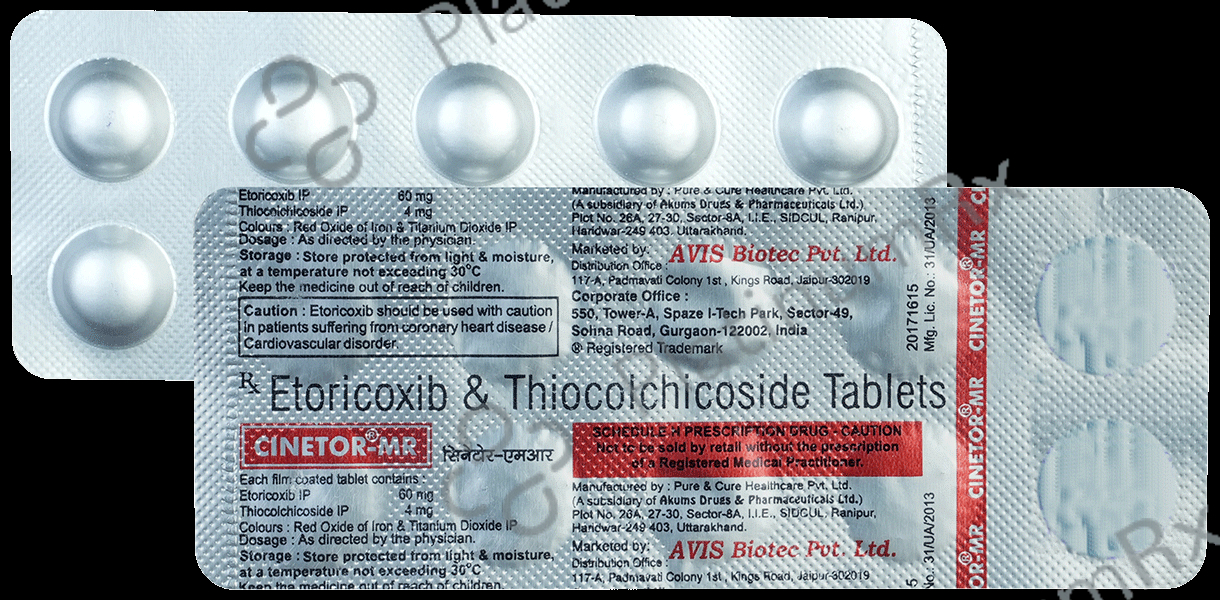 Etoricoxib IP 60 mg
Thiocolchicoside IP 4 mg
Colours : Red Oxide of Iron & Titanium Dioxide IP
Dosage : As directed by the physician.
Storage : Store protected from light & moisture,
at a temperature not exceeding 30°C
Keep the medicine out of reach of children.
Caution : Etoricoxib should be used with caution
in patients suffering from coronary heart disease /
Cardiovascular disorder.
Manufactured by : Pure & Cure Healthcare Pvt. Ltd.
(A subsidiary of Akums Drugs & Pharmaceuticals Ltd.)
Plot No. 26A, 27-30, Sector-8A, I.I.E., SIDCUL, Ranipur,
Haridwar-249 403, Uttarakhand.
Marketed by: AVIS Biotec Pvt. Ltd.
Distribution Office :
117-A, Padmavati Colony 1st , Kings Road, Jaipur-302019
Corporate Office :
550, Tower-A, Spaze I-Tech Park, Sector-49,
Sohna Road, Gurgaon-122002, India
® Registered Trademark
20171615
Mfg. Lic. No.: 31/UA/2013
Rx Etoricoxib & Thiocolchicoside Tablets
CINETOR®-MR सिनेटोर-एमआर
SCHEDULE H PRESCRIPTION DRUG - CAUTION
Not to be sold by retail without the prescription
of a Registered Medical Practitioner.
Each film coated tablet contains :
Etoricoxib IP 60 mg
Thiocolchicoside IP 4 mg
Colours : Red Oxide of Iron & Titanium Dioxide IP
Dosage : As directed by the physician.
Storage : Store protected from light & moisture,
at a temperature not exceeding 30°C
Keep the medicine out of reach of children.
Manufactured by : Pure & Cure Healthcare Pvt. Ltd.
(A subsidiary of Akums Drugs & Pharmaceuticals Ltd.)
Plot No. 26A, 27-30, Sector-8A, I.I.E., SIDCUL, Ranipur,
Haridwar-249 403, Uttarakhand.
Marketed by: AVIS Biotec Pvt. Ltd.
Distribution Office :
117-A, Padmavati Colony 1st , Kings Road, Jaipur-302019
5
No.: 31/UA/2013
OR-MR CINETOR®-MR CINETOR®-MR CI